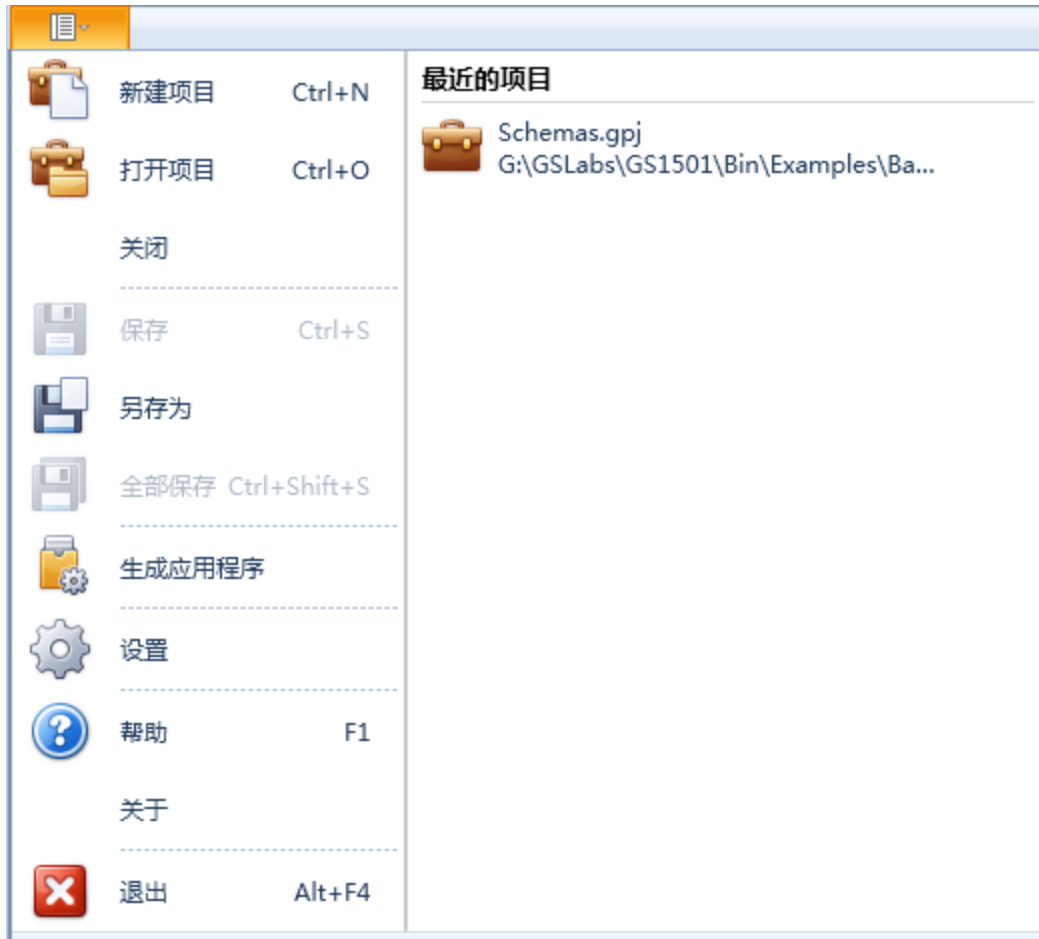 新建项目 Ctrl+N
打开项目 Ctrl+O
关闭
保存 Ctrl+S
另存为
全部保存 Ctrl+Shift+S
生成应用程序
设置
帮助 F1
关于
退出 Alt+F4
最近的项目
Schemas.gpj
G:\GSLabs\GS1501\Bin\Examples\Ba...